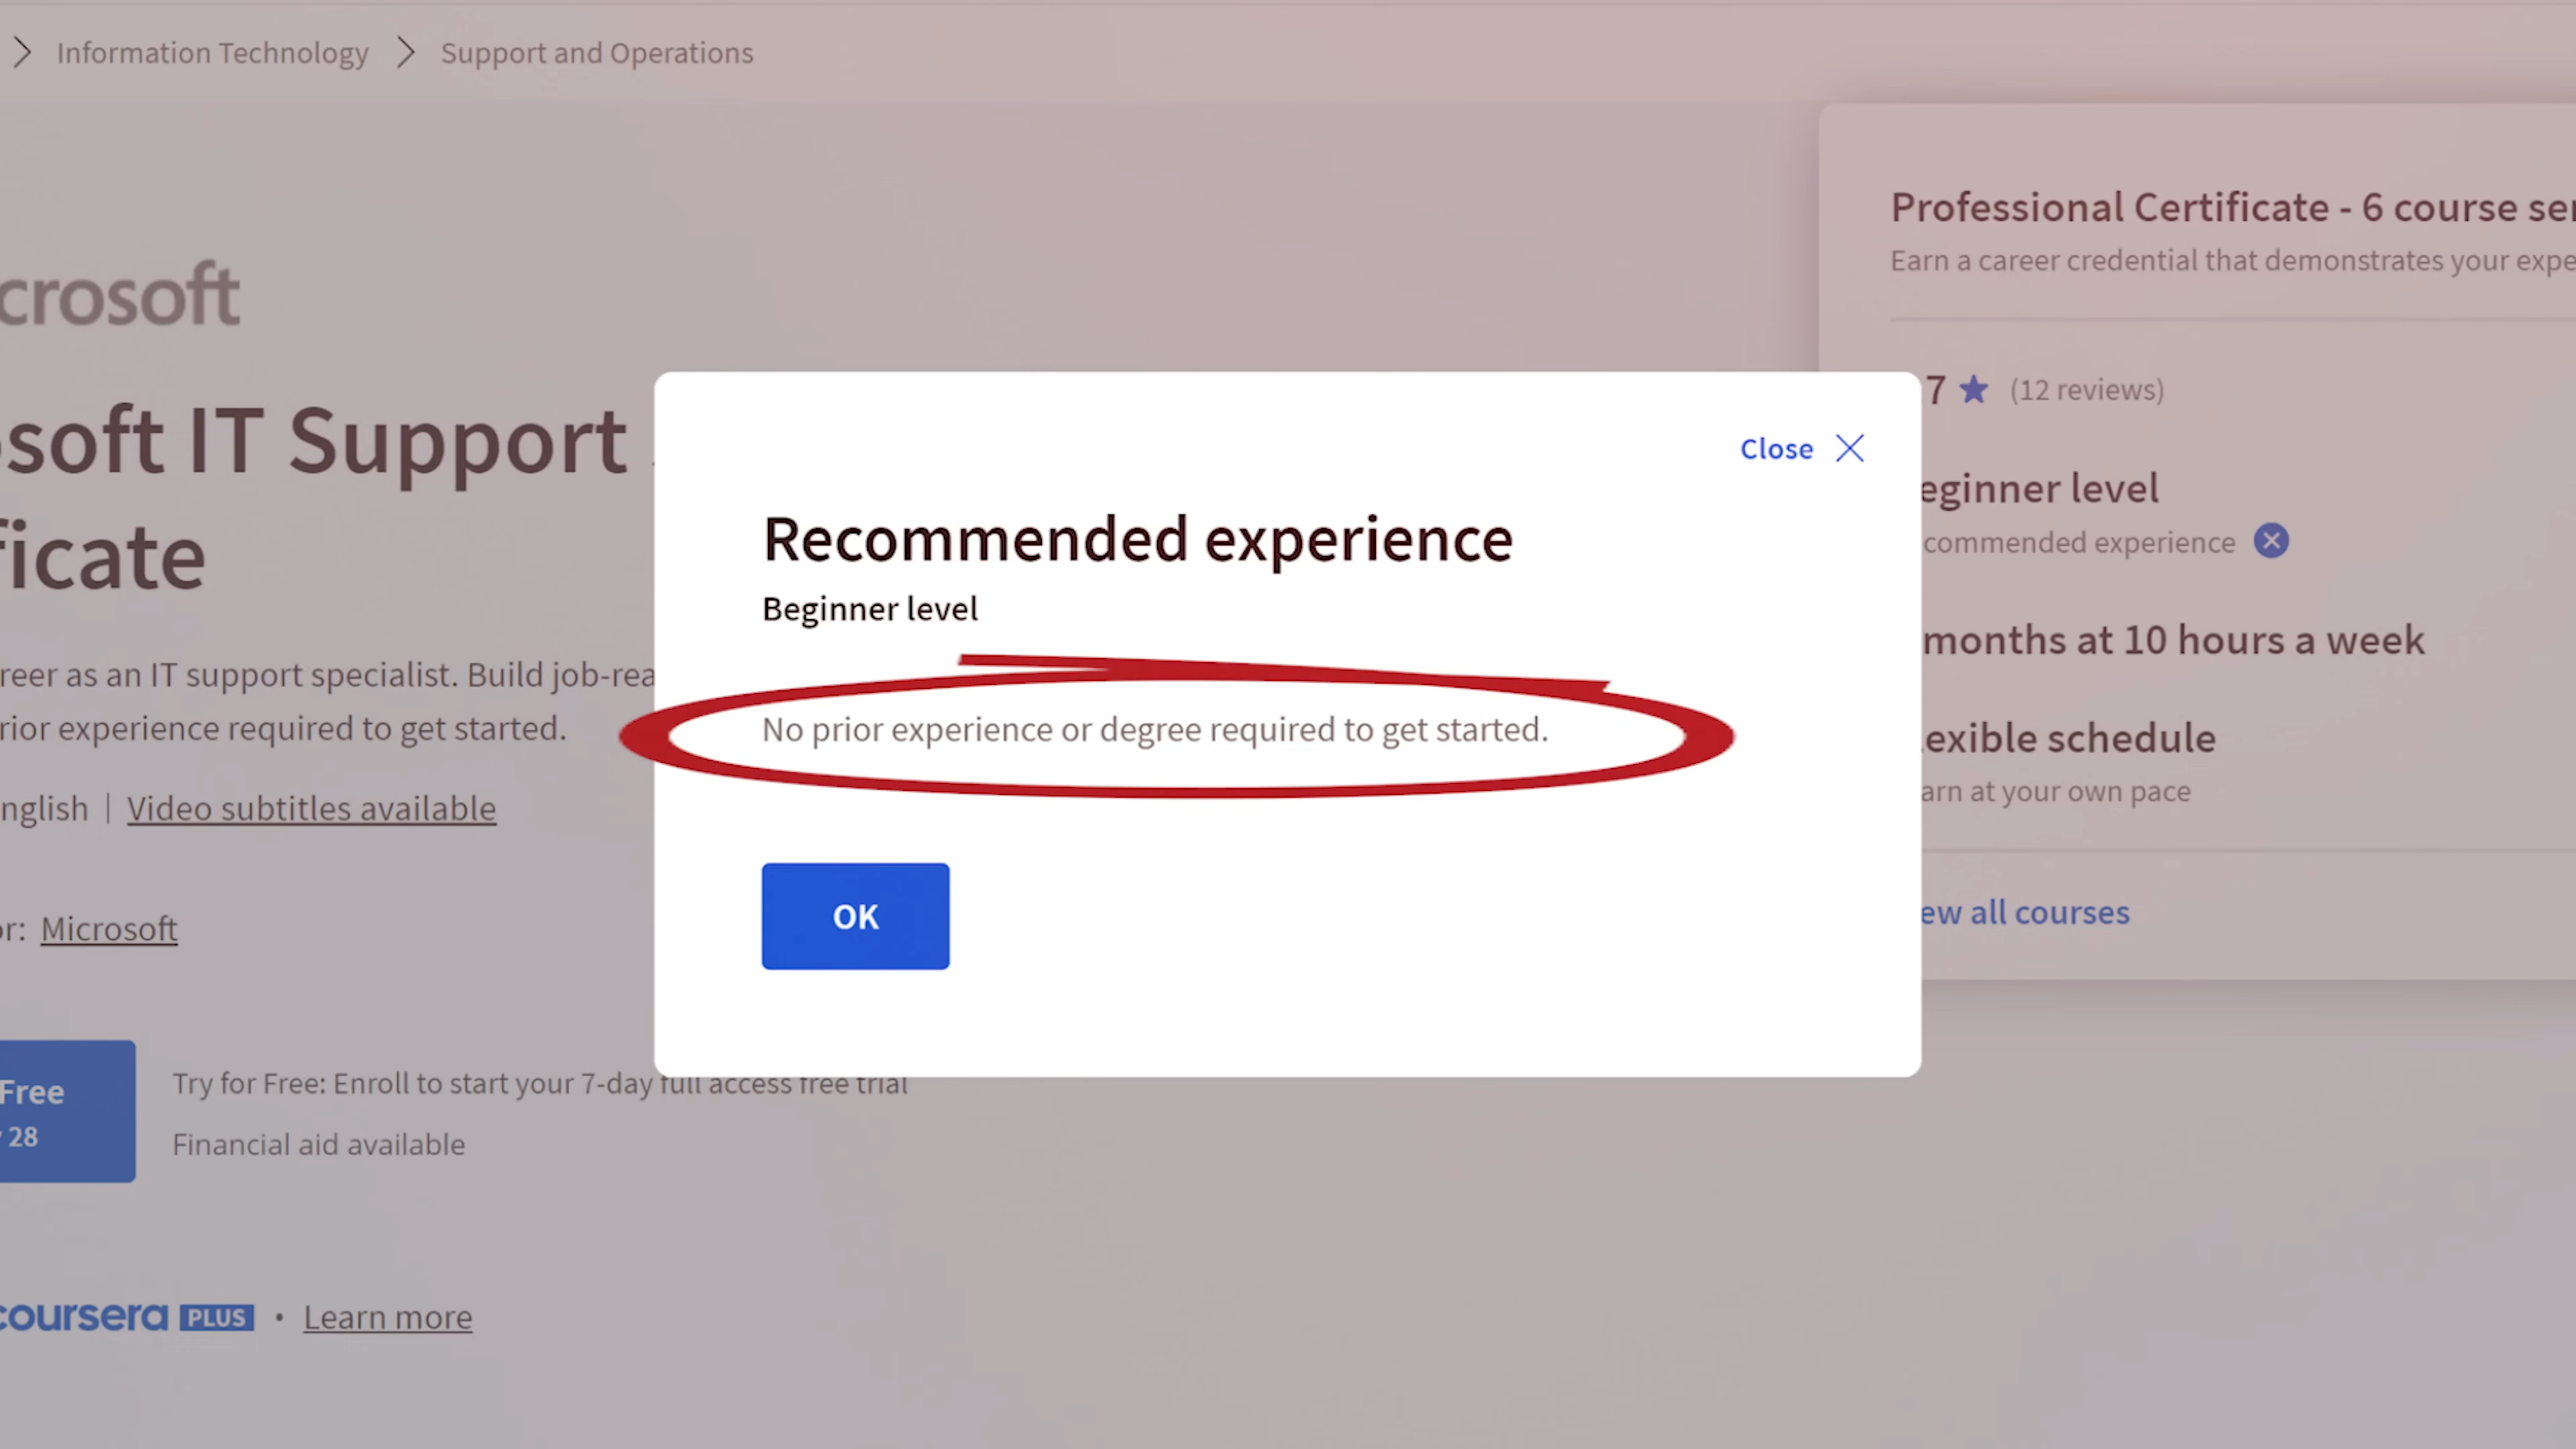 Information Technology
Support and Operations
crosoft
soft IT Support
ficate
reer as an IT support specialist. Build job-rea
rior experience required to get started.
nglish | Video subtitles available
or: Microsoft
Free
28
Try for Free: Enroll to start your 7-day full access free trial
Financial aid available
coursera PLUS • Learn more
Close
Recommended experience
Beginner level
No prior experience or degree required to get started.
OK
Professional Certificate - 6 course ser
Earn a career credential that demonstrates your expe
7 ★ (12 reviews)
eginner level
commended experience
months at 10 hours a week
lexible schedule
arn at your own pace
ew all courses